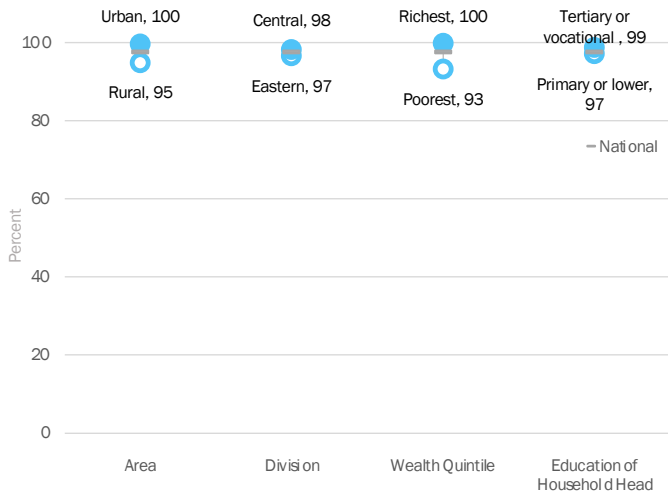 Urban, 100
Central, 98
Richest, 100
Tertiary or
vocational , 99
Rural, 95
Eastern, 97
Poorest, 93
Primary or lower,
97
National
Percent
100
80
60
40
20
0
Area
Division
Wealth Quintile
Education of
Household Head